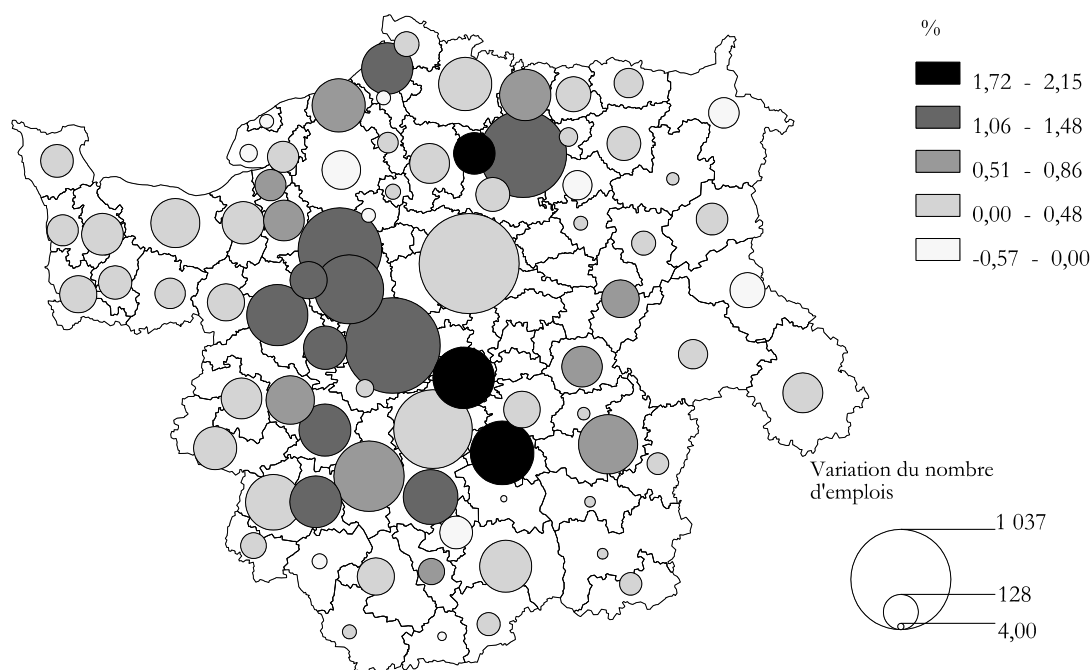 %
1,72 - 2,15
1,06 - 1,48
0,51 - 0,86
0,00 - 0,48
-0,57 - 0,00
Variation du nombre
d'emplois
1 037
128
4,00